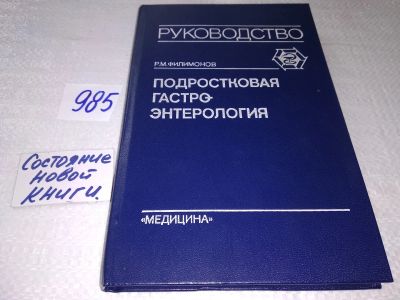 РУКОВОДСТВО
Р.М.ФИЛИМОНОВ
ПОДРОСТКОВАЯ
ГАСТРО-
ЭНТЕРОЛОГИЯ
«МЕДИЦИНА»
985
Состояние
новой
книги.